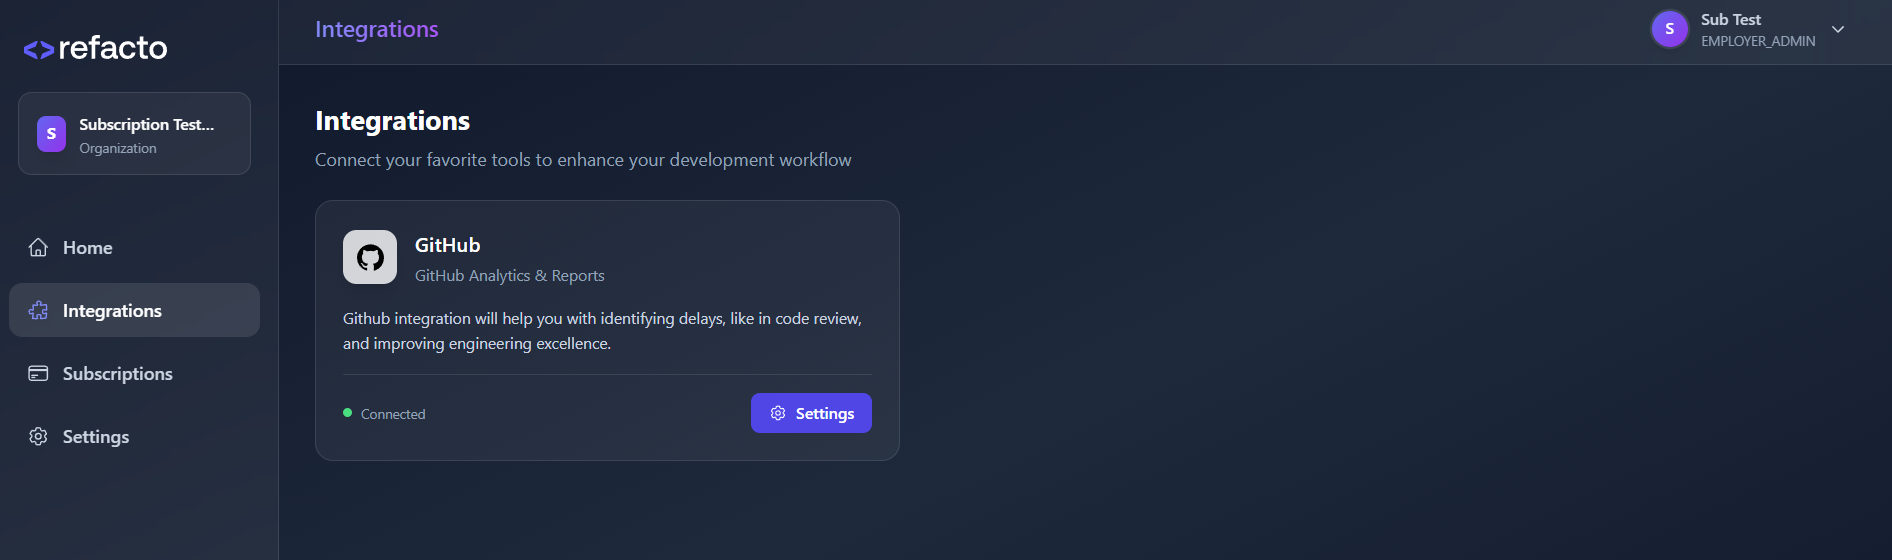 <>refacto
S
Subscription Test...
Organization
Home
Integrations
Subscriptions
Settings
Integrations
S
Sub Test
EMPLOYER_ADMIN
Integrations
Connect your favorite tools to enhance your development workflow
GitHub
GitHub Analytics & Reports
Github integration will help you with identifying delays, like in code review,
and improving engineering excellence.
Connected
Settings